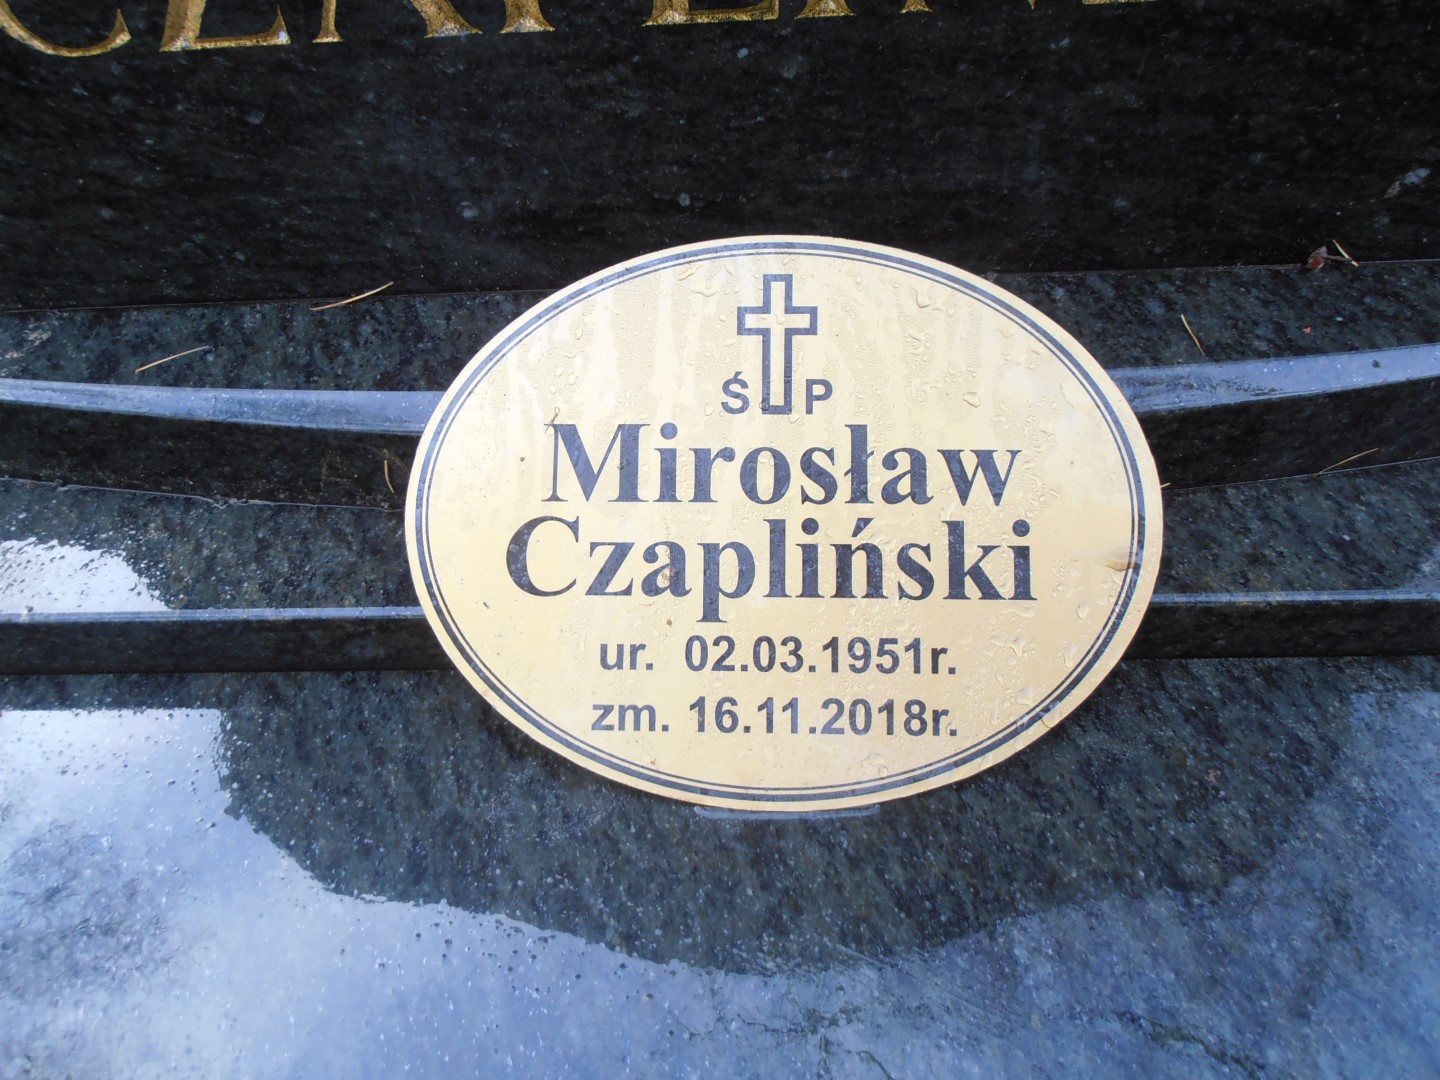 Ś P
Mirosław
Czapliński
ur. 02.03.1951r.
zm. 16.11.2018r.